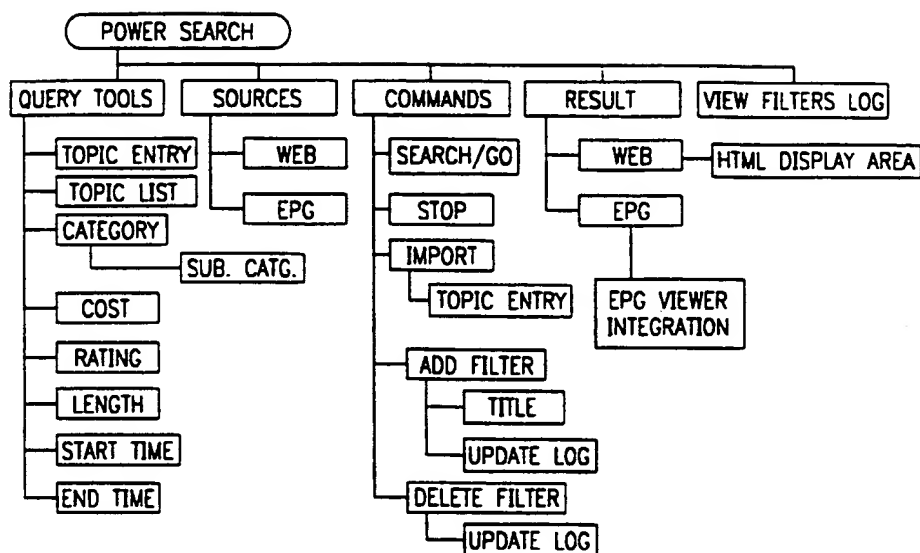 POWER SEARCH
QUERY TOOLS
SOURCES
COMMANDS
RESULT
VIEW FILTERS LOG
TOPIC ENTRY
TOPIC LIST
CATEGORY
SUB. CATG.
COST
RATING
LENGTH
START TIME
END TIME
WEB
EPG
SEARCH/GO
STOP
IMPORT
TOPIC ENTRY
ADD FILTER
TITLE
UPDATE LOG
DELETE FILTER
UPDATE LOG
WEB
HTML DISPLAY AREA
EPG
EPG VIEWER
INTEGRATION